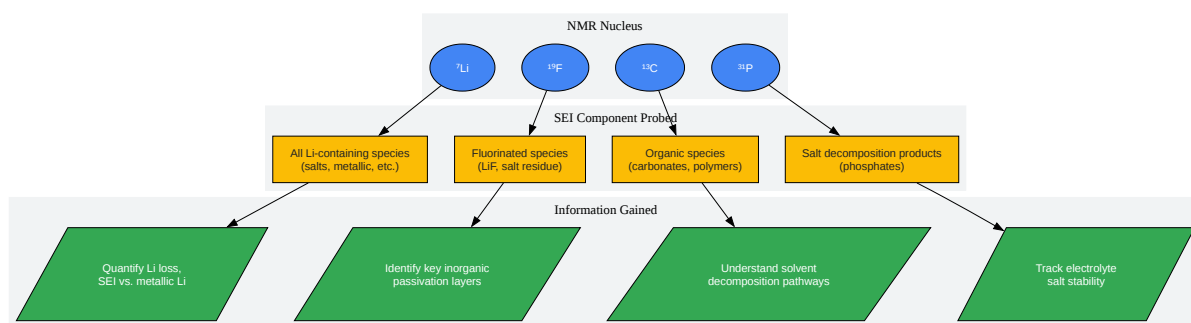 NMR Nucleus
⁷Li
¹⁹F
¹³C
³¹P
SEI Component Probed
All Li-containing species
(salts, metallic, etc.)
Fluorinated species
(LiF, salt residue)
Organic species
(carbonates, polymers)
Salt decomposition products
(phosphates)
Information Gained
Quantify Li loss,
SEI vs. metallic Li
Identify key inorganic
passivation layers
Understand solvent
decomposition pathways
Track electrolyte
salt stability